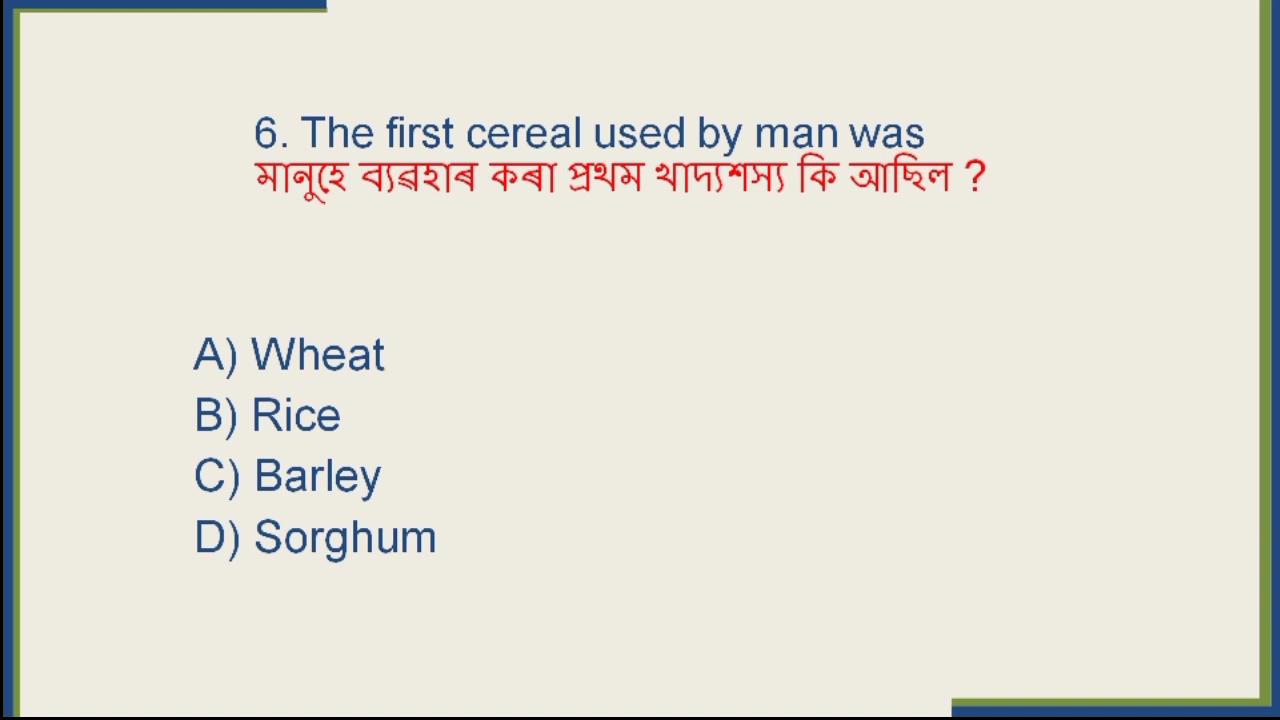 6. The first cereal used by man was
মানুহে ব্যৱহাৰ কৰা প্ৰথম খাদ্যশস্য কি আছিল ?
A) Wheat
B) Rice
C) Barley
D) Sorghum